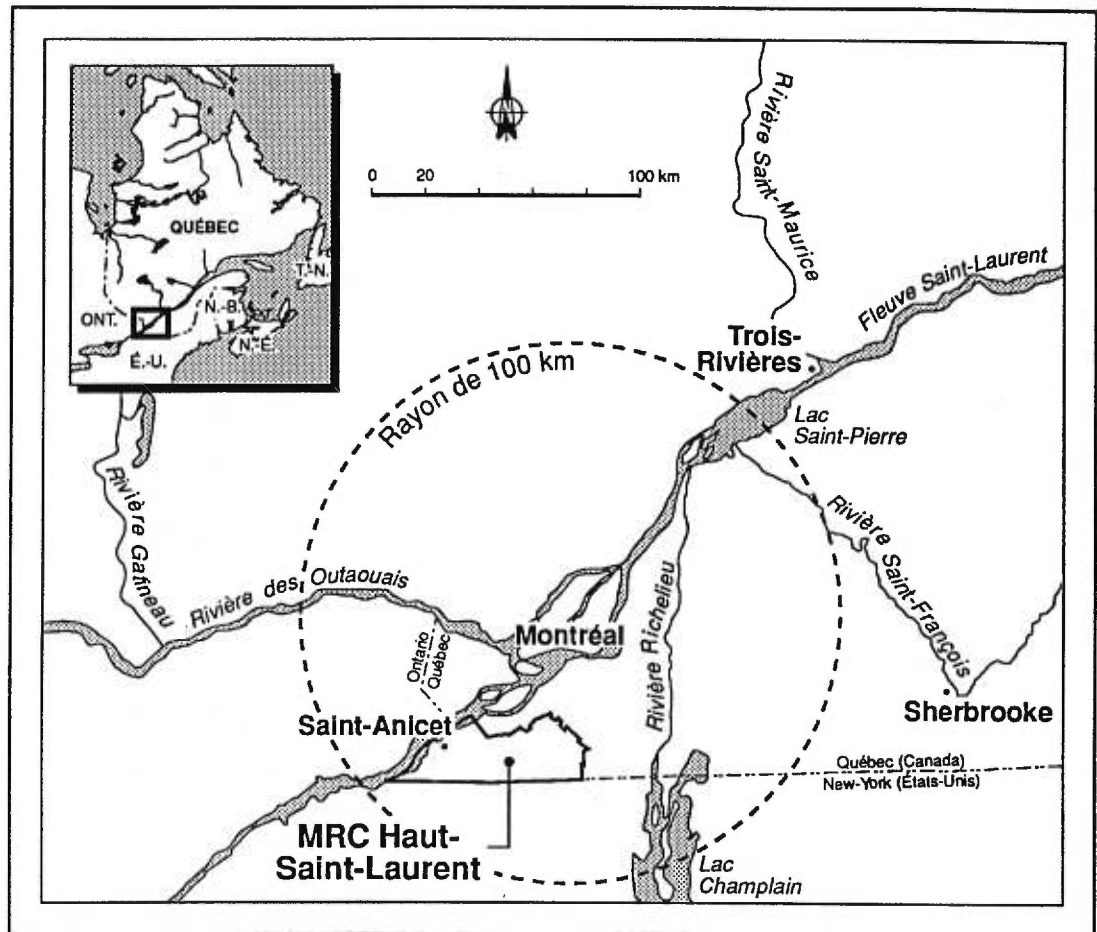 QUÉBEC
T.-N.
ONT.
N.-B.
N.-É.
É.-U.
0 20 100 km
Rivière Saint-Maurice
Fleuve Saint-Laurent
Trois-
Rivières
Rayon de 100 km
Lac
Saint-Pierre
Rivière Gatineau
Rivière des Outaouais
Rivière Saint-François
Montréal
Ontario
Québec
Rivière Richelieu
Saint-Anicet
Sherbrooke
Québec (Canada)
New-York (États-Unis)
MRC Haut-
Saint-Laurent
Lac
Champlain